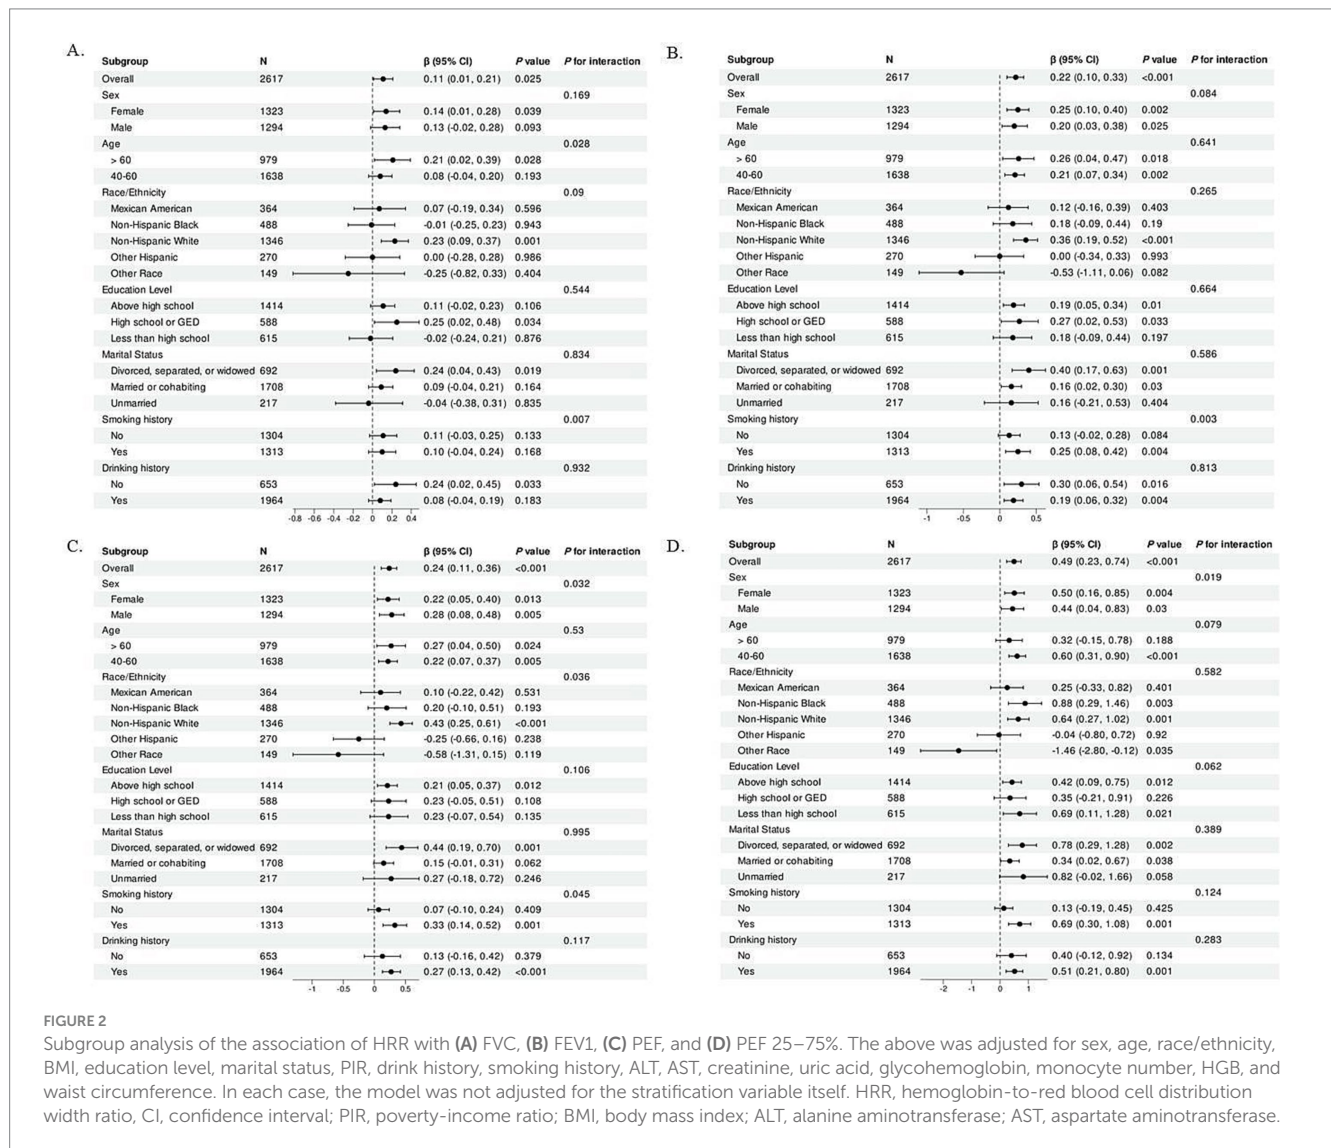 A.
Subgroup N β (95% CI) P value P for interaction
Overall 2617 0.11 (0.01, 0.21) 0.025
Sex 0.169
Female 1323 0.14 (0.01, 0.28) 0.039
Male 1294 0.13 (-0.02, 0.28) 0.093
Age 0.028
> 60 979 0.21 (0.02, 0.39) 0.028
40-60 1638 0.08 (-0.04, 0.20) 0.193
Race/Ethnicity 0.09
Mexican American 364 0.07 (-0.19, 0.34) 0.596
Non-Hispanic Black 488 -0.01 (-0.25, 0.23) 0.943
Non-Hispanic White 1346 0.23 (0.09, 0.37) 0.001
Other Hispanic 270 0.00 (-0.28, 0.28) 0.986
Other Race 149 -0.25 (-0.82, 0.33) 0.404
Education Level 0.544
Above high school 1414 0.11 (-0.02, 0.23) 0.106
High school or GED 588 0.25 (0.02, 0.48) 0.034
Less than high school 615 -0.02 (-0.24, 0.21) 0.876
Marital Status 0.834
Divorced, separated, or widowed 692 0.24 (0.04, 0.43) 0.019
Married or cohabiting 1708 0.09 (-0.04, 0.21) 0.164
Unmarried 217 -0.04 (-0.38, 0.31) 0.835
Smoking history 0.007
No 1304 0.11 (-0.03, 0.25) 0.133
Yes 1313 0.10 (-0.04, 0.24) 0.168
Drinking history 0.932
No 653 0.24 (0.02, 0.45) 0.033
Yes 1964 0.08 (-0.04, 0.19) 0.183
-0.8 -0.6 -0.4 -0.2 0 0.2 0.4
B.
Subgroup N β (95% CI) P value P for interaction
Overall 2617 0.22 (0.10, 0.33) <0.001
Sex 0.084
Female 1323 0.25 (0.10, 0.40) 0.002
Male 1294 0.20 (0.03, 0.38) 0.025
Age 0.641
> 60 979 0.26 (0.04, 0.47) 0.018
40-60 1638 0.21 (0.07, 0.34) 0.002
Race/Ethnicity 0.265
Mexican American 364 0.12 (-0.16, 0.39) 0.403
Non-Hispanic Black 488 0.18 (-0.09, 0.44) 0.19
Non-Hispanic White 1346 0.36 (0.19, 0.52) <0.001
Other Hispanic 270 0.00 (-0.34, 0.33) 0.993
Other Race 149 -0.53 (-1.11, 0.06) 0.082
Education Level 0.664
Above high school 1414 0.19 (0.05, 0.34) 0.01
High school or GED 588 0.27 (0.02, 0.53) 0.033
Less than high school 615 0.18 (-0.09, 0.44) 0.197
Marital Status 0.586
Divorced, separated, or widowed 692 0.40 (0.17, 0.63) 0.001
Married or cohabiting 1708 0.16 (0.02, 0.30) 0.03
Unmarried 217 0.16 (-0.21, 0.53) 0.404
Smoking history 0.003
No 1304 0.13 (-0.02, 0.28) 0.084
Yes 1313 0.25 (0.08, 0.42) 0.004
Drinking history 0.813
No 653 0.30 (0.06, 0.54) 0.016
Yes 1964 0.19 (0.06, 0.32) 0.004
-1 -0.5 0 0.5
C.
Subgroup N β (95% CI) P value P for interaction
Overall 2617 0.24 (0.11, 0.36) <0.001
Sex 0.032
Female 1323 0.22 (0.05, 0.40) 0.013
Male 1294 0.28 (0.08, 0.48) 0.005
Age 0.53
> 60 979 0.27 (0.04, 0.50) 0.024
40-60 1638 0.22 (0.07, 0.37) 0.005
Race/Ethnicity 0.036
Mexican American 364 0.10 (-0.22, 0.42) 0.531
Non-Hispanic Black 488 0.20 (-0.10, 0.51) 0.193
Non-Hispanic White 1346 0.43 (0.25, 0.61) <0.001
Other Hispanic 270 -0.25 (-0.66, 0.16) 0.238
Other Race 149 -0.58 (-1.31, 0.15) 0.119
Education Level 0.106
Above high school 1414 0.21 (0.05, 0.37) 0.012
High school or GED 588 0.23 (-0.05, 0.51) 0.108
Less than high school 615 0.23 (-0.07, 0.54) 0.135
Marital Status 0.995
Divorced, separated, or widowed 692 0.44 (0.19, 0.70) 0.001
Married or cohabiting 1708 0.15 (-0.01, 0.31) 0.062
Unmarried 217 0.27 (-0.18, 0.72) 0.246
Smoking history 0.045
No 1304 0.07 (-0.10, 0.24) 0.409
Yes 1313 0.33 (0.14, 0.52) 0.001
Drinking history 0.117
No 653 0.13 (-0.16, 0.42) 0.379
Yes 1964 0.27 (0.13, 0.42) <0.001
-1 -0.5 0 0.5
D.
Subgroup N β (95% CI) P value P for interaction
Overall 2617 0.49 (0.23, 0.74) <0.001
Sex 0.019
Female 1323 0.50 (0.16, 0.85) 0.004
Male 1294 0.44 (0.04, 0.83) 0.03
Age 0.079
> 60 979 0.32 (-0.15, 0.78) 0.188
40-60 1638 0.60 (0.31, 0.90) <0.001
Race/Ethnicity 0.582
Mexican American 364 0.25 (-0.33, 0.82) 0.401
Non-Hispanic Black 488 0.88 (0.29, 1.46) 0.003
Non-Hispanic White 1346 0.64 (0.27, 1.02) 0.001
Other Hispanic 270 -0.04 (-0.80, 0.72) 0.92
Other Race 149 -1.46 (-2.80, -0.12) 0.035
Education Level 0.062
Above high school 1414 0.42 (0.09, 0.75) 0.012
High school or GED 588 0.35 (-0.21, 0.91) 0.226
Less than high school 615 0.69 (0.11, 1.28) 0.021
Marital Status 0.389
Divorced, separated, or widowed 692 0.78 (0.29, 1.28) 0.002
Married or cohabiting 1708 0.34 (0.02, 0.67) 0.038
Unmarried 217 0.82 (-0.02, 1.66) 0.058
Smoking history 0.124
No 1304 0.13 (-0.19, 0.45) 0.425
Yes 1313 0.69 (0.30, 1.08) 0.001
Drinking history 0.283
No 653 0.40 (-0.12, 0.92) 0.134
Yes 1964 0.51 (0.21, 0.80) 0.001
-2 -1 0 1
FIGURE 2
Subgroup analysis of the association of HRR with (A) FVC, (B) FEV1, (C) PEF, and (D) PEF 25–75%. The above was adjusted for sex, age, race/ethnicity,
BMI, education level, marital status, PIR, drink history, smoking history, ALT, AST, creatinine, uric acid, glycohemoglobin, monocyte number, HGB, and
waist circumference. In each case, the model was not adjusted for the stratification variable itself. HRR, hemoglobin-to-red blood cell distribution
width ratio, CI, confidence interval; PIR, poverty-income ratio; BMI, body mass index; ALT, alanine aminotransferase; AST, aspartate aminotransferase.